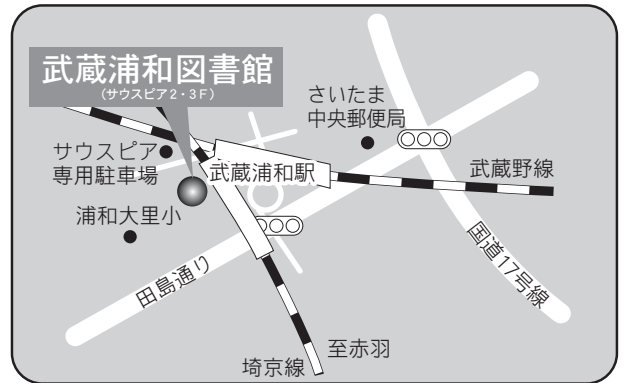 武蔵浦和図書館
(サウスピア2・3F)
さいたま
中央郵便局
サウスピア
専用駐車場
武蔵浦和駅
武蔵野線
浦和大里小
田島通り
国道17号線
埼京線
至赤羽